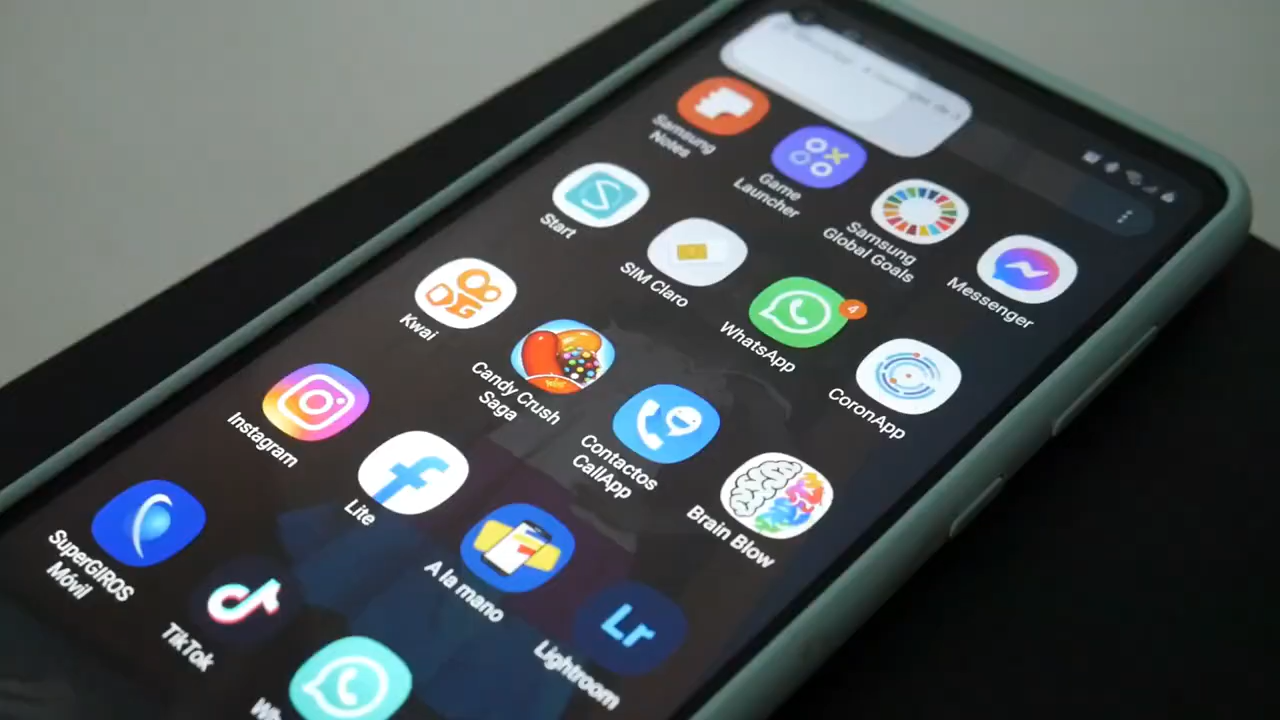 Samsung
Notes
Game
Launcher
Samsung
Global Goals
Messenger
Start
SIM Claro
WhatsApp
4
CoronApp
Kwai
Candy Crush
Saga
Contactos
CallApp
Brain Blow
Instagram
Lite
A la mano
Lr
Lightroom
SuperGIROS
Móvil
TikTok